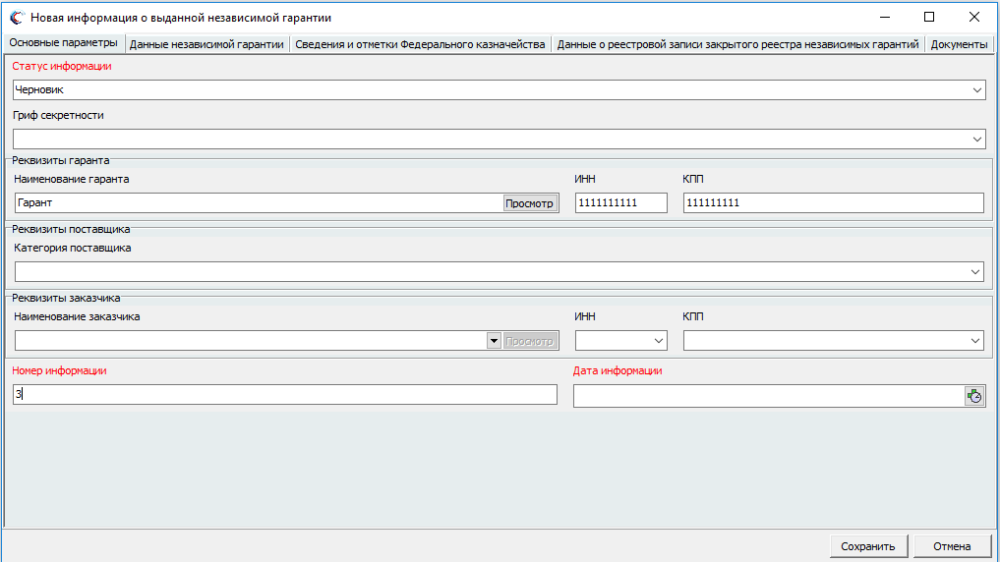 Новая информация о выданной независимой гарантии
Основные параметры Данные независимой гарантии Сведения и отметки Федерального казначейства Данные о реестровой записи закрытого реестра независимых гарантий Документы
Статус информации
Черновик
Гриф секретности
Реквизиты гаранта
Наименование гаранта ИНН КПП
Гарант Просмотр 1111111111 111111111
Реквизиты поставщика
Категория поставщика
Реквизиты заказчика
Наименование заказчика ИНН КПП
Просмотр
Номер информации Дата информации
3
Сохранить Отмена